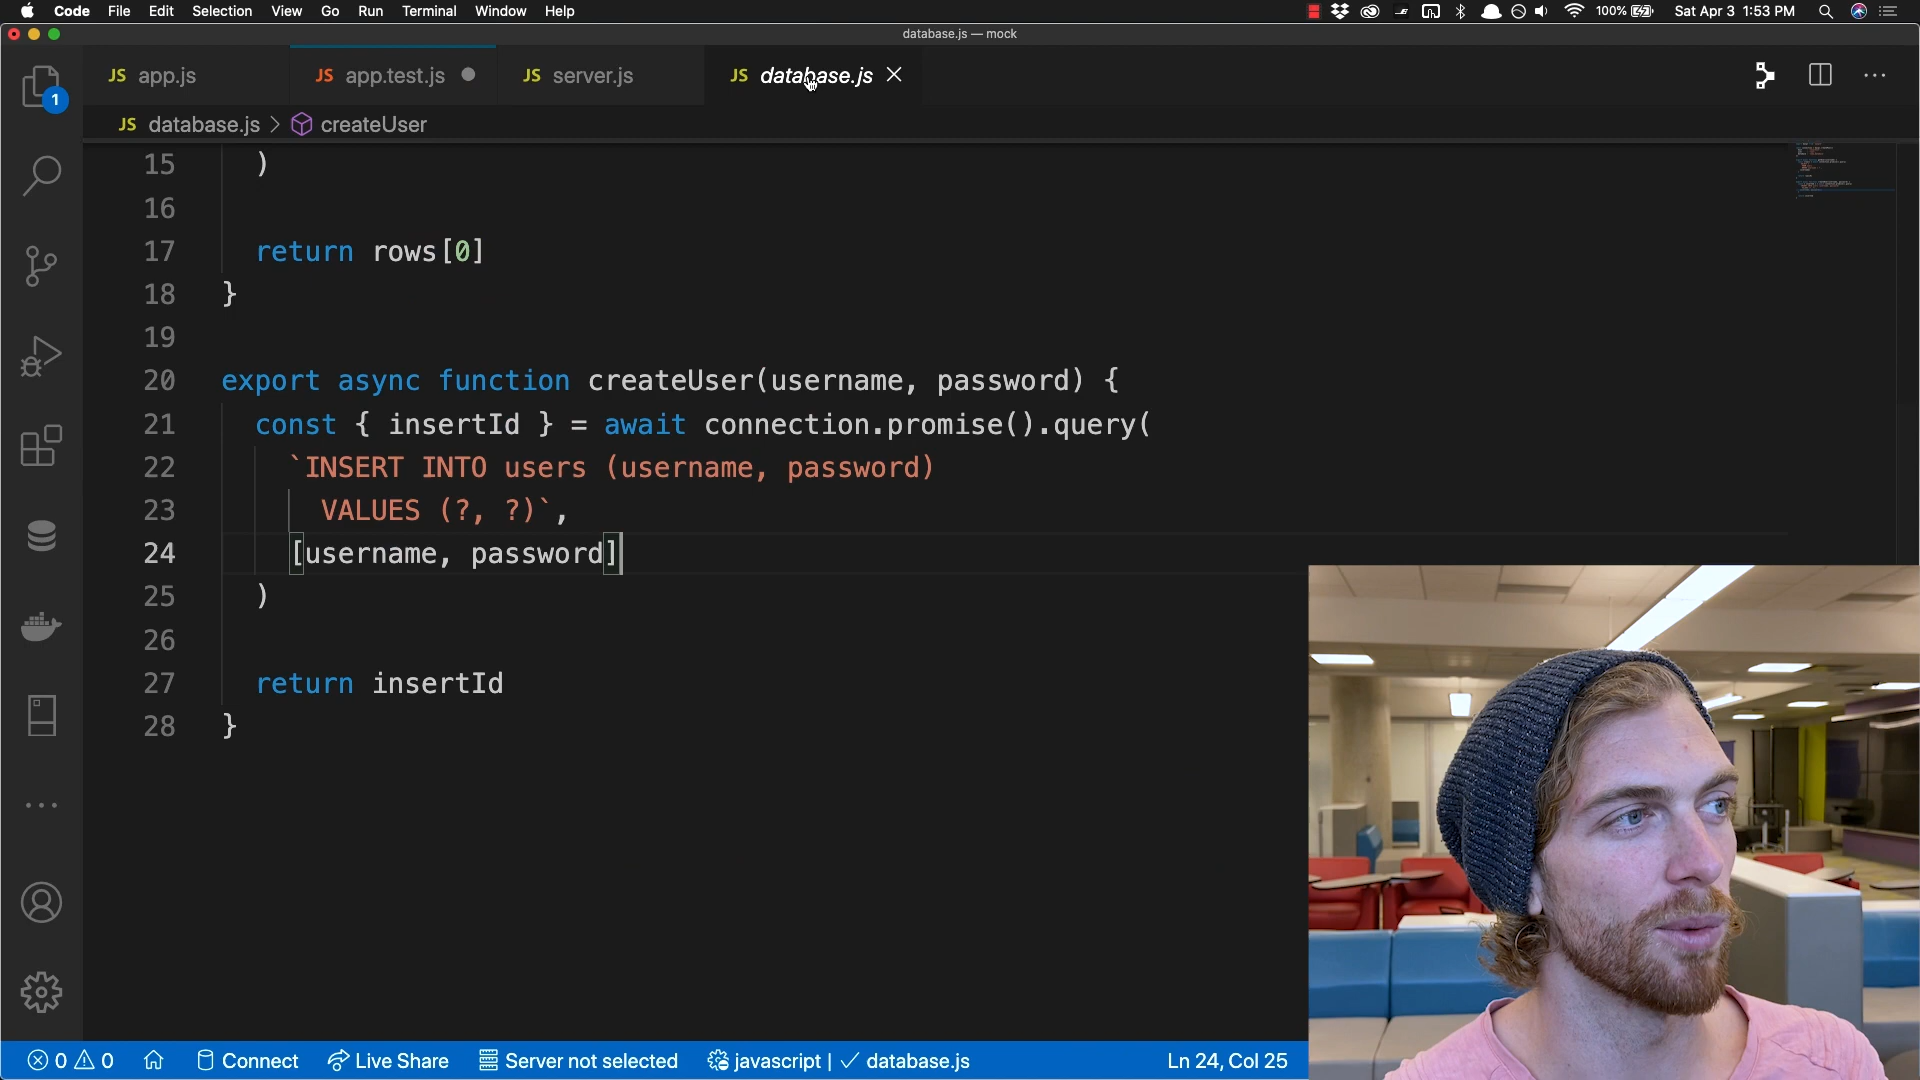 Code File Edit Selection View Go Run Terminal Window Help 100% Sat Apr 3 1:53 PM
database.js — mock
JS app.js JS app.test.js JS server.js JS database.js
1
JS database.js > createUser
15 )
16
17 return rows[0]
18 }
19
20 export async function createUser(username, password) {
21 const { insertId } = await connection.promise().query(
22 `INSERT INTO users (username, password)
23 VALUES (?, ?)`,
24 [username, password]
25 )
26
27 return insertId
28 }
0 0 Connect Live Share Server not selected javascript | ✓ database.js Ln 24, Col 25